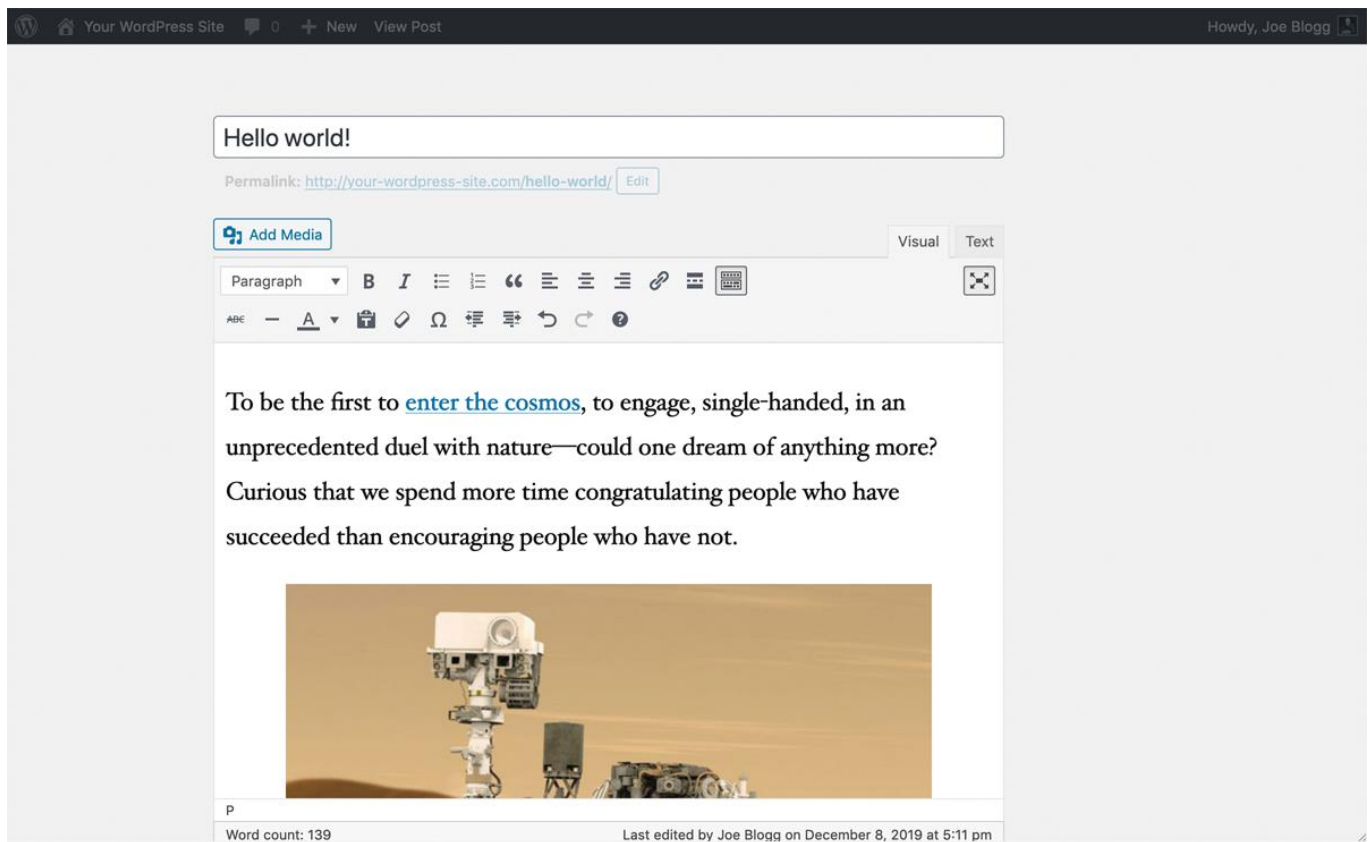 Your WordPress Site 0 New View Post Howdy, Joe Blogg
Hello world!
Permalink: http://your-wordpress-site.com/hello-world/ Edit
Add Media
Visual Text
Paragraph B I
ABC A Ω
To be the first to enter the cosmos, to engage, single-handed, in an
unprecedented duel with nature—could one dream of anything more?
Curious that we spend more time congratulating people who have
succeeded than encouraging people who have not.
P
Word count: 139 Last edited by Joe Blogg on December 8, 2019 at 5:11 pm